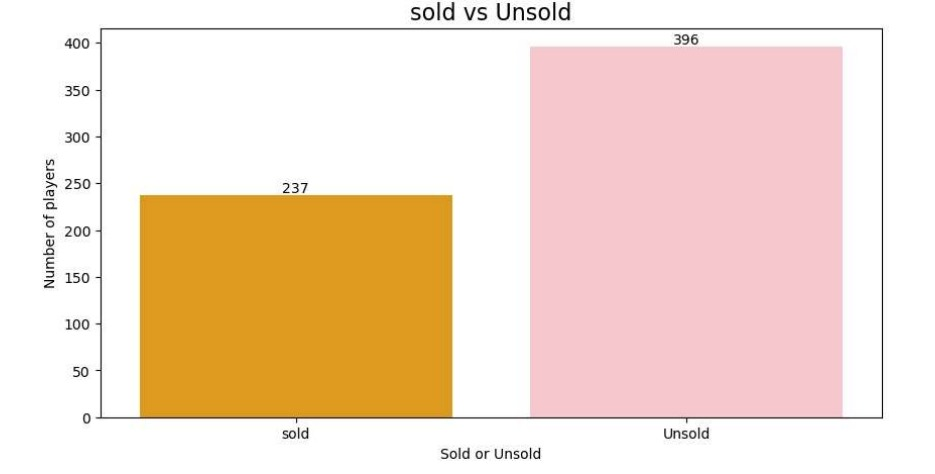 sold vs Unsold
400
350
300
250
200
150
100
50
0
Number of players
237
396
sold
Unsold
Sold or Unsold